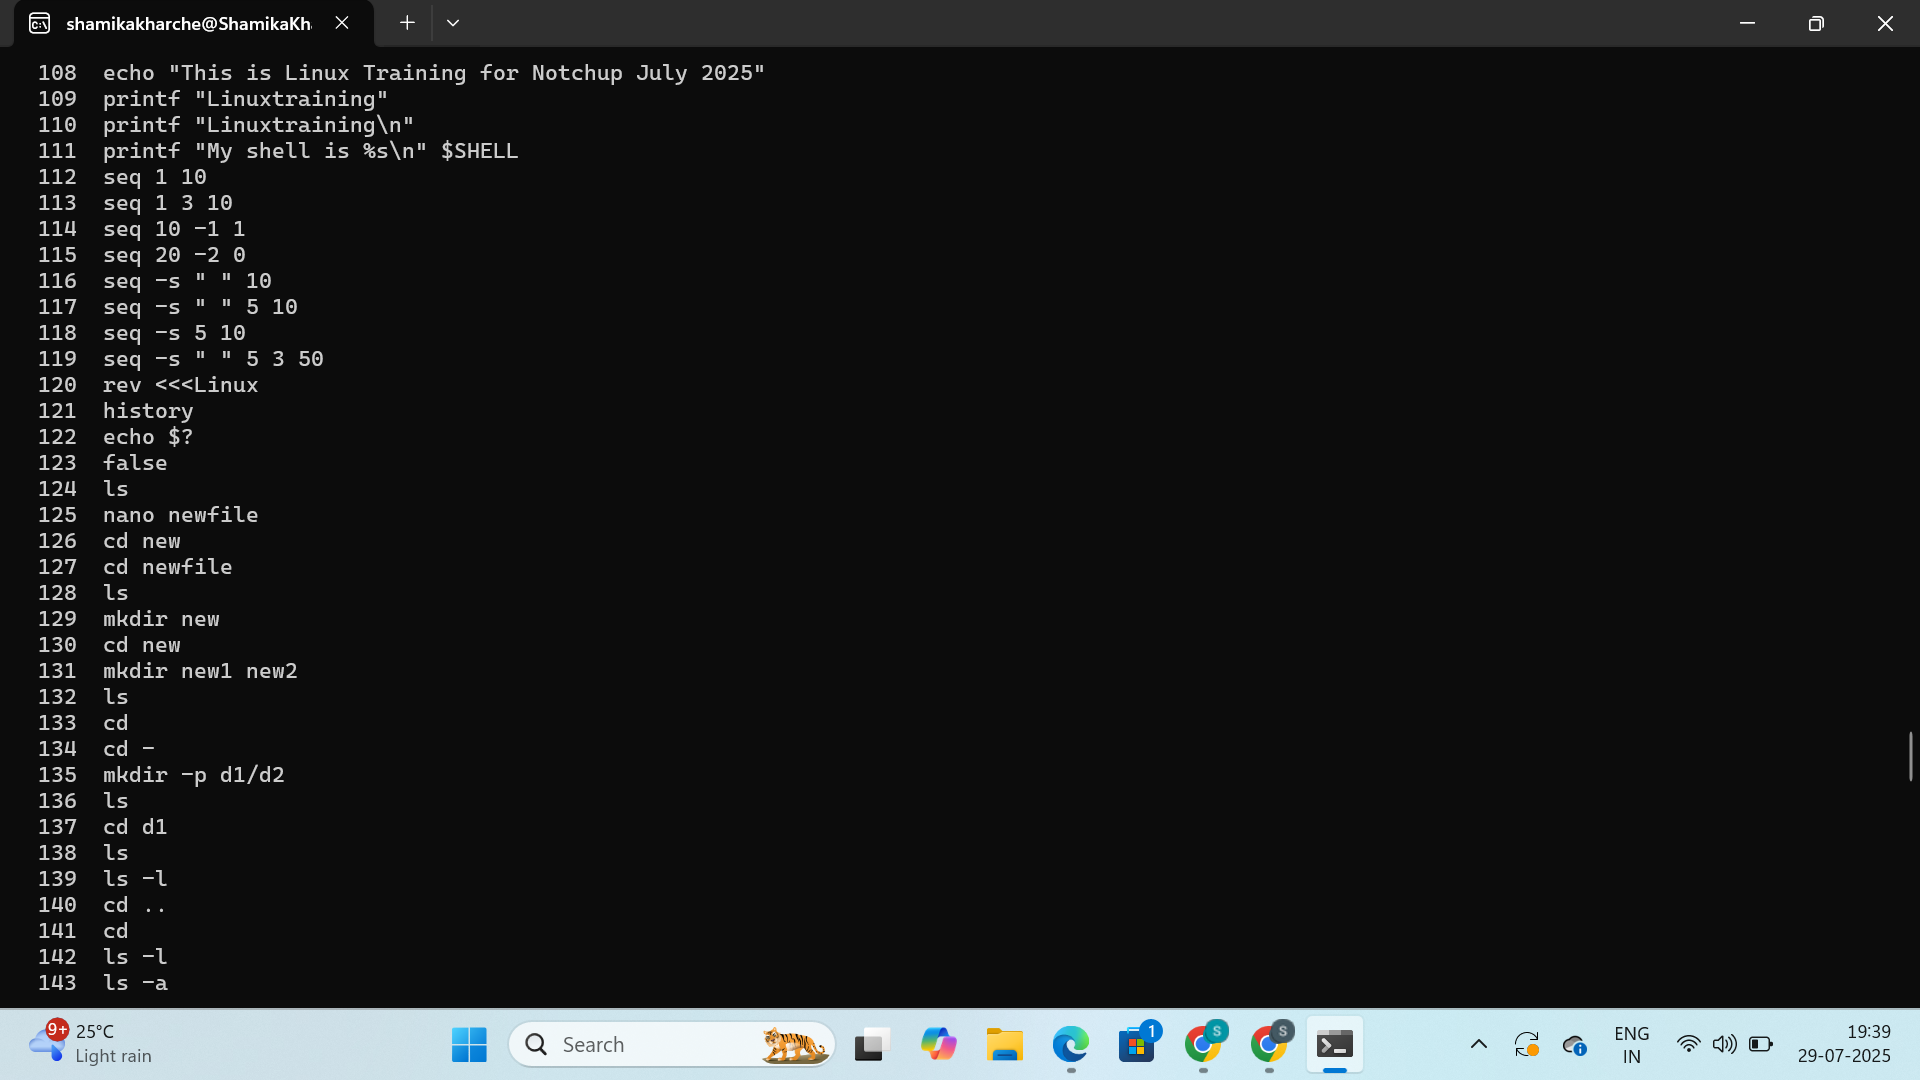 shamikakharche@ShamikaKh
108 echo "This is Linux Training for Notchup July 2025"
109 printf "Linuxtraining"
110 printf "Linuxtraining\n"
111 printf "My shell is %s\n" $SHELL
112 seq 1 10
113 seq 1 3 10
114 seq 10 -1 1
115 seq 20 -2 0
116 seq -s " " 10
117 seq -s " " 5 10
118 seq -s 5 10
119 seq -s " " 5 3 50
120 rev <<<Linux
121 history
122 echo $?
123 false
124 ls
125 nano newfile
126 cd new
127 cd newfile
128 ls
129 mkdir new
130 cd new
131 mkdir new1 new2
132 ls
133 cd
134 cd -
135 mkdir -p d1/d2
136 ls
137 cd d1
138 ls
139 ls -l
140 cd ..
141 cd
142 ls -l
143 ls -a
9+ 25°C
Light rain
Search
1
S
S
ENG
IN
19:39
29-07-2025